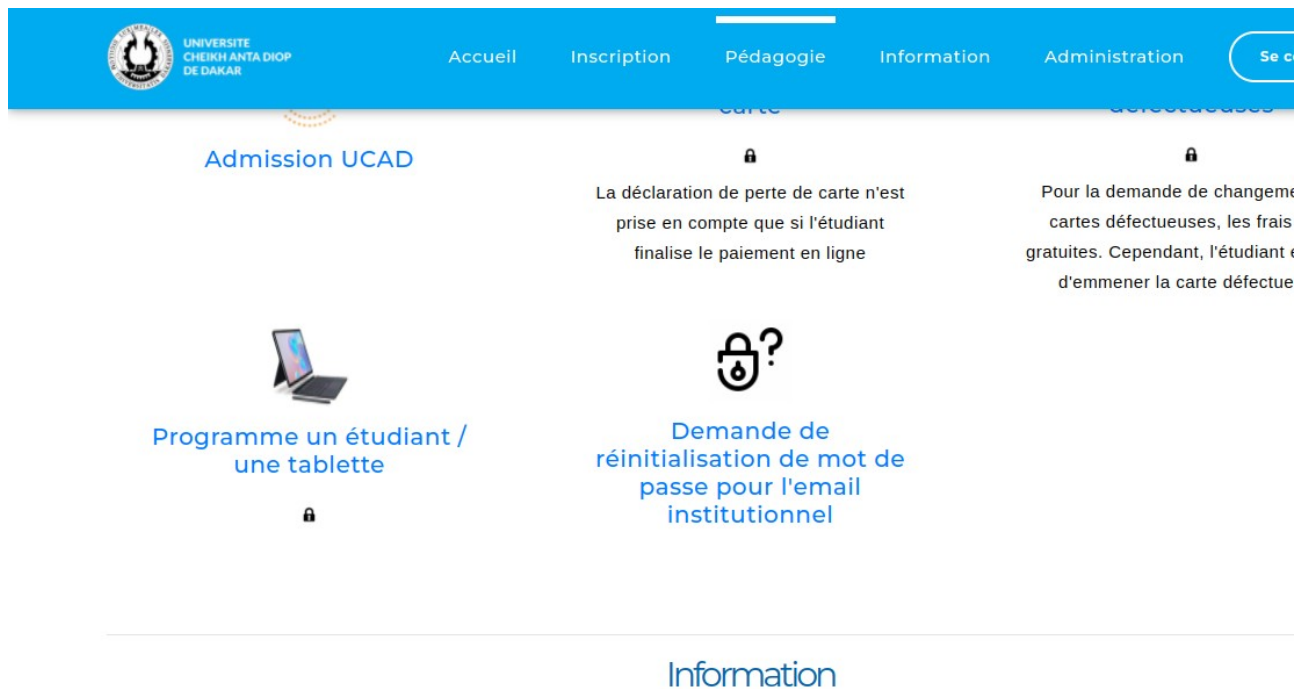 UNIVERSITE
CHEIKH ANTA DIOP
DE DAKAR
Accueil Inscription Pédagogie Information Administration Se
carte
défectueuses
Admission UCAD
La déclaration de perte de carte n'est
prise en compte que si l'étudiant
finalise le paiement en ligne
Pour la demande de
cartes défectueuses, les frais
gratuites. Cependant, l'étudiant
d'emmener la carte
?
Programme un étudiant /
une tablette
Demande de
réinitialisation de mot de
passe pour l'email
institutionnel
Information